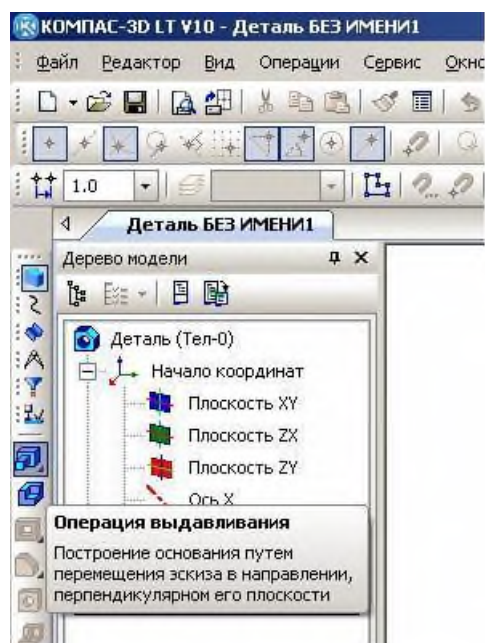 КОМПАС-3D LT V10 - Деталь БЕЗ ИМЕНИ1
Файл Редактор Вид Операции Сервис
1.0
Деталь БЕЗ ИМЕНИ1
Дерево модели
Деталь (Тел-0)
Начало координат
Плоскость XY
Плоскость ZX
Плоскость ZY
Ось X
Операция выдавливания
Построение основания путем
перемещения эскиза в направлении,
перпендикулярном его плоскости